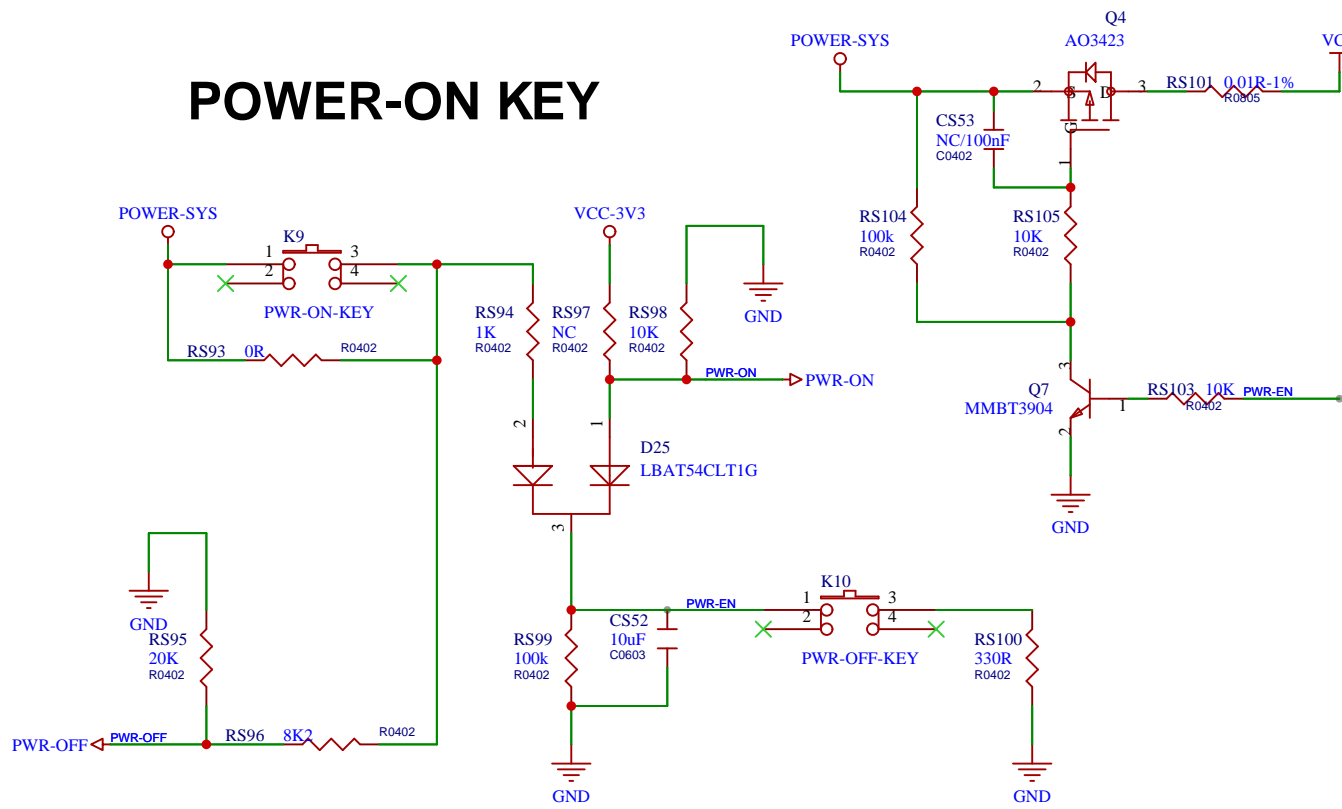 Q4
POWER-SYS
AO3423
VC
POWER-ON KEY
2
S
D
3
RS101
0.01R-1%
R0805
CS53
NC/100nF
C0402
G
1
POWER-SYS
VCC-3V3
RS104
100k
R0402
RS105
10K
R0402
K9
1
3
2
4
PWR-ON-KEY
GND
RS94
1K
R0402
RS97
NC
R0402
RS98
10K
R0402
RS93
0R
R0402
PWR-ON
PWR-ON
3
Q7
MMBT3904
1
2
RS103
10K
R0402
PWR-EN
2
1
D25
LBAT54CLT1G
GND
3
K10
1
3
2
4
PWR-OFF-KEY
PWR-EN
GND
RS95
20K
R0402
RS99
100k
R0402
CS52
10uF
C0603
RS100
330R
R0402
PWR-OFF
PWR-OFF
RS96
8K2
R0402
GND
GND